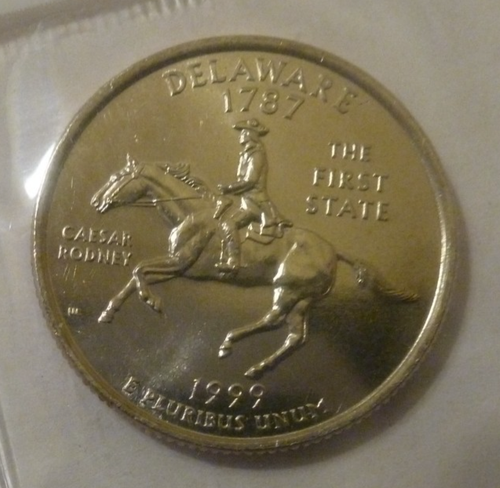 DELAWARE
1787
THE
FIRST
STATE
CAESAR
RODNEY
1999
E PLURIBUS UNUM